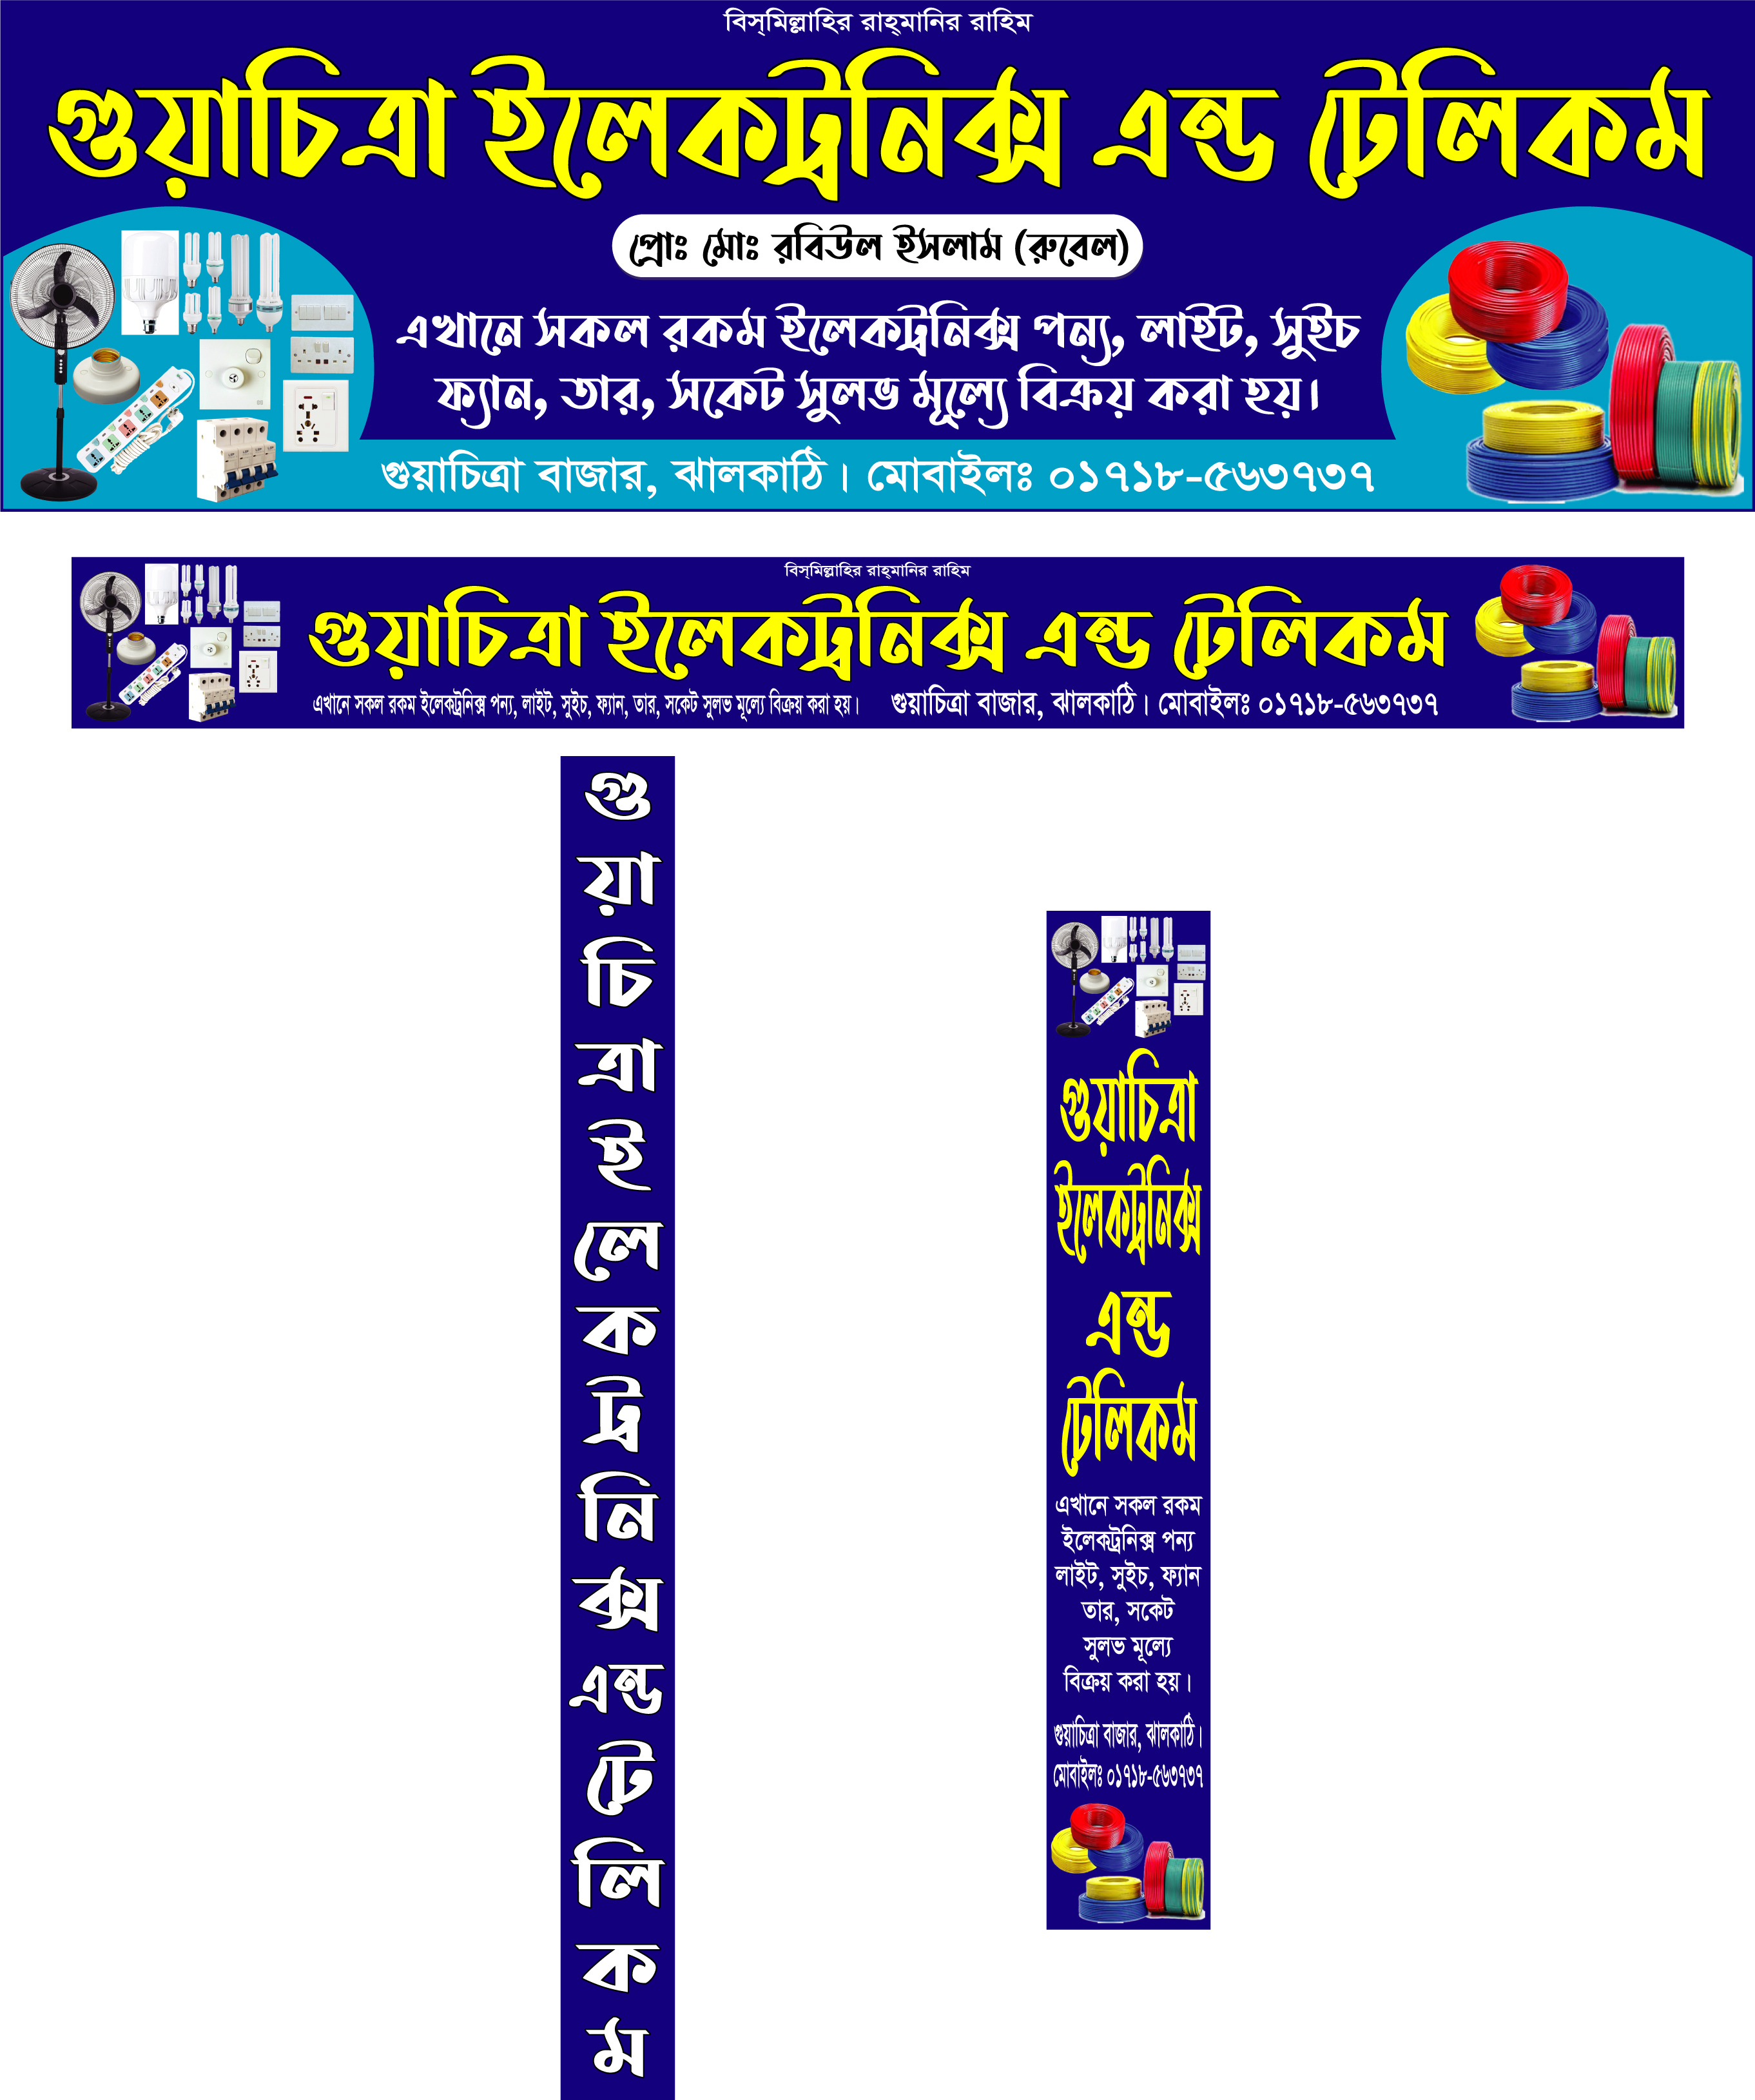 বিস্‌মিল্লাহির রাহ্‌মানির রাহিম
গুয়াচিত্রা ইলেকট্রনিক্স এন্ড টেলিকম
প্রোঃ মোঃ রবিউল ইসলাম (রুবেল)
এখানে সকল রকম ইলেকট্রনিক্স পন্য, লাইট, সুইচ
ফ্যান, তার, সকেট সুলভ মূল্যে বিক্রয় করা হয়।
গুয়াচিত্রা বাজার, ঝালকাঠি। মোবাইলঃ ০১৭১৮-৫৬৩৭৩৭
বিস্‌মিল্লাহির রাহ্‌মানির রাহিম
গুয়াচিত্রা ইলেকট্রনিক্স এন্ড টেলিকম
এখানে সকল রকম ইলেকট্রনিক্স পন্য, লাইট, সুইচ, ফ্যান, তার, সকেট সুলভ মূল্যে বিক্রয় করা হয়। গুয়াচিত্রা বাজার, ঝালকাঠি। মোবাইলঃ ০১৭১৮-৫৬৩৭৩৭
গু
য়া
চি
ত্রা
ই
লে
ক
ট্র
নি
ক্স
এন্ড
টে
লি
ক
ম
গুয়াচিত্রা
ইলেকট্রনিক্স
এন্ড
টেলিকম
এখানে সকল রকম
ইলেকট্রনিক্স পন্য
লাইট, সুইচ, ফ্যান
তার, সকেট
সুলভ মূল্যে
বিক্রয় করা হয়।
গুয়াচিত্রা বাজার, ঝালকাঠি।
মোবাইলঃ ০১৭১৮-৫৬৩৭৩৭